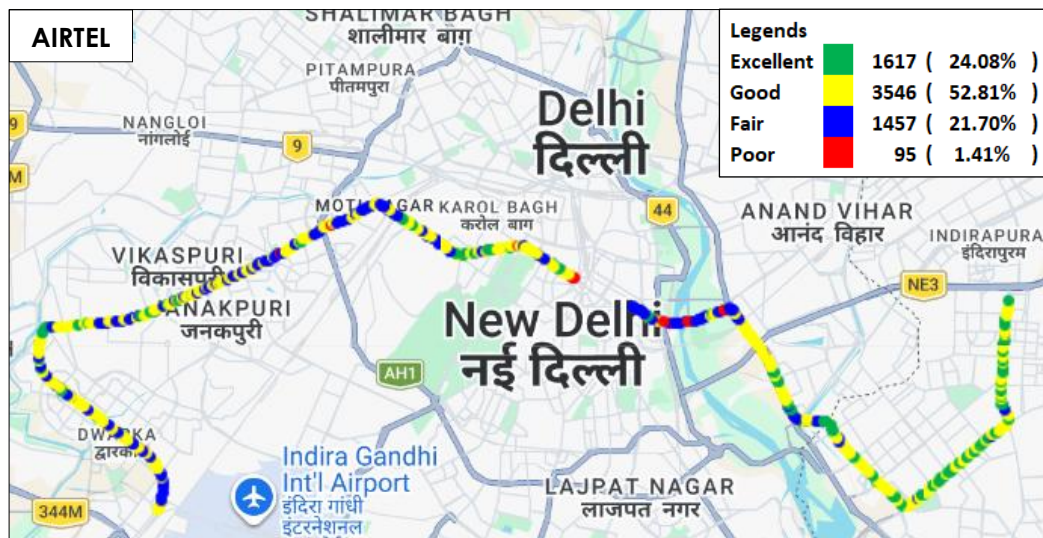 AIRTEL
SHALIMAR BAGH
शालीमार बाग़
PITAMPURA
पीतमपुरा
NANGLOI
नांगलोई
9
9
M
Delhi
दिल्ली
Legends
Excellent 1617 ( 24.08% )
Good 3546 ( 52.81% )
Fair 1457 ( 21.70% )
Poor 95 ( 1.41% )
44
KAROL BAGH
करोल बाग
ANAND VIHAR
आनंद विहार
INDIRAPURA
इंदिरापुरम
VIKASPURI
विकासपुरी
ANAKPURI
जनकपुरी
NE3
New Delhi
नई दिल्ली
AH1
द्वारका
Indira Gandhi
Int'l Airport
इंदिरा गांधी
इंटरनेशनल
LAJPAT NAGAR
लाजपत नगर
344M